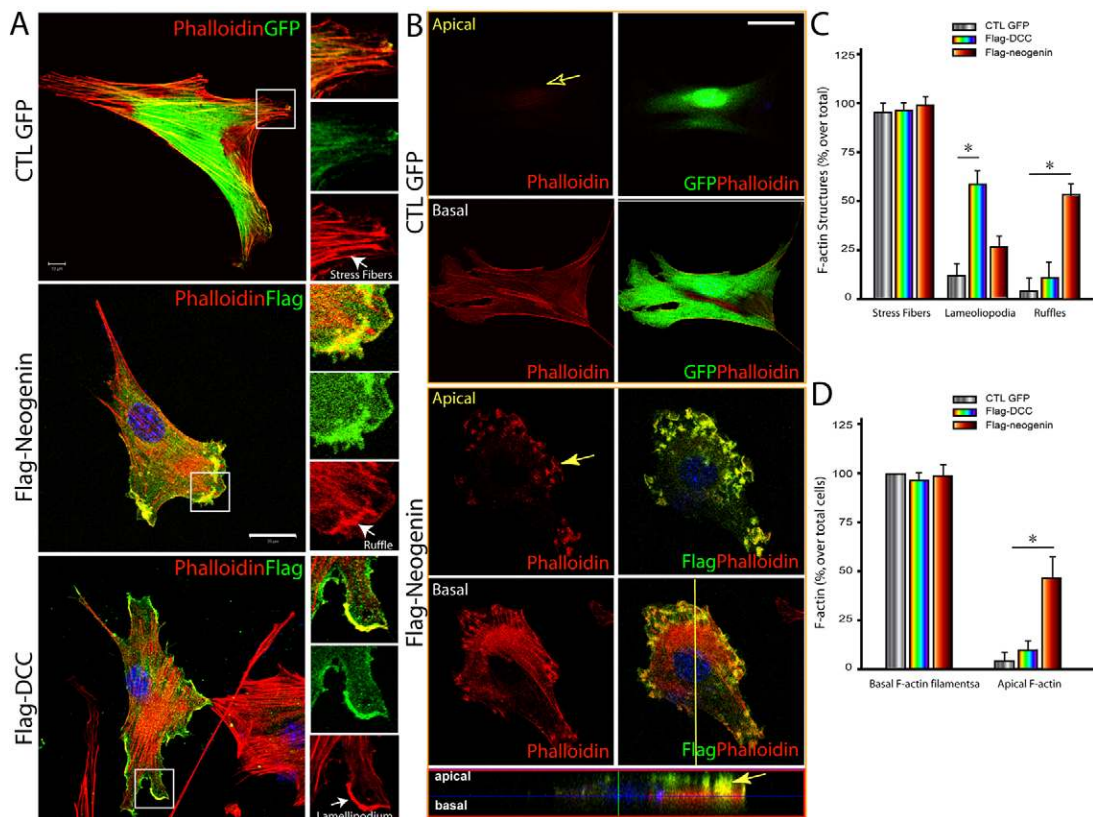 A
PhalloidinGFP
CTL GFP
Stress Fibers
PhalloidinFlag
Flag-Neogenin
Ruffle
PhalloidinFlag
Flag-DCC
Lamellipodium
B
Apical
Phalloidin
GFPPhalloidin
CTL GFP
Basal
Phalloidin
GFPPhalloidin
Apical
Phalloidin
FlagPhalloidin
Flag-Neogenin
Basal
Phalloidin
FlagPhalloidin
apical
basal
C
CTL GFP
Flag-DCC
Flag-neogenin
F-actin Structures (%, over total)
125
100
75
50
25
0
*
*
Stress Fibers
Lameoliopodia
Ruffles
D
CTL GFP
Flag-DCC
Flag-neogenin
F-actin (%, over total cells)
125
100
75
50
25
0
*
Basal F-actin filamentsa
Apical F-actin